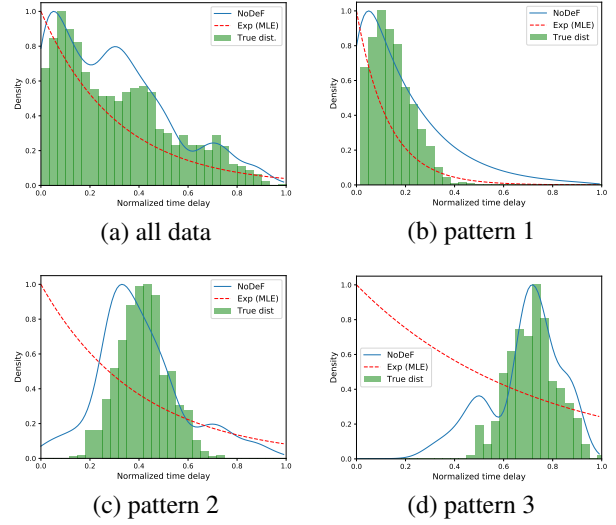 NoDeF
Exp (MLE)
True dist.
Density
1.0
0.8
0.6
0.4
0.2
0.0
0.0 0.2 0.4 0.6 0.8 1.0
Normalized time delay
(a) all data
NoDeF
Exp (MLE)
True dist
Density
1.0
0.8
0.6
0.4
0.2
0.0
0.0 0.2 0.4 0.6 0.8 1.0
Normalized time delay
(b) pattern 1
NoDeF
Exp (MLE)
True dist
Density
1.0
0.8
0.6
0.4
0.2
0.0
0.0 0.2 0.4 0.6 0.8 1.0
Normalized time delay
(c) pattern 2
NoDeF
Exp (MLE)
True dist
Density
1.0
0.8
0.6
0.4
0.2
0.0
0.0 0.2 0.4 0.6 0.8 1.0
Normalized time delay
(d) pattern 3